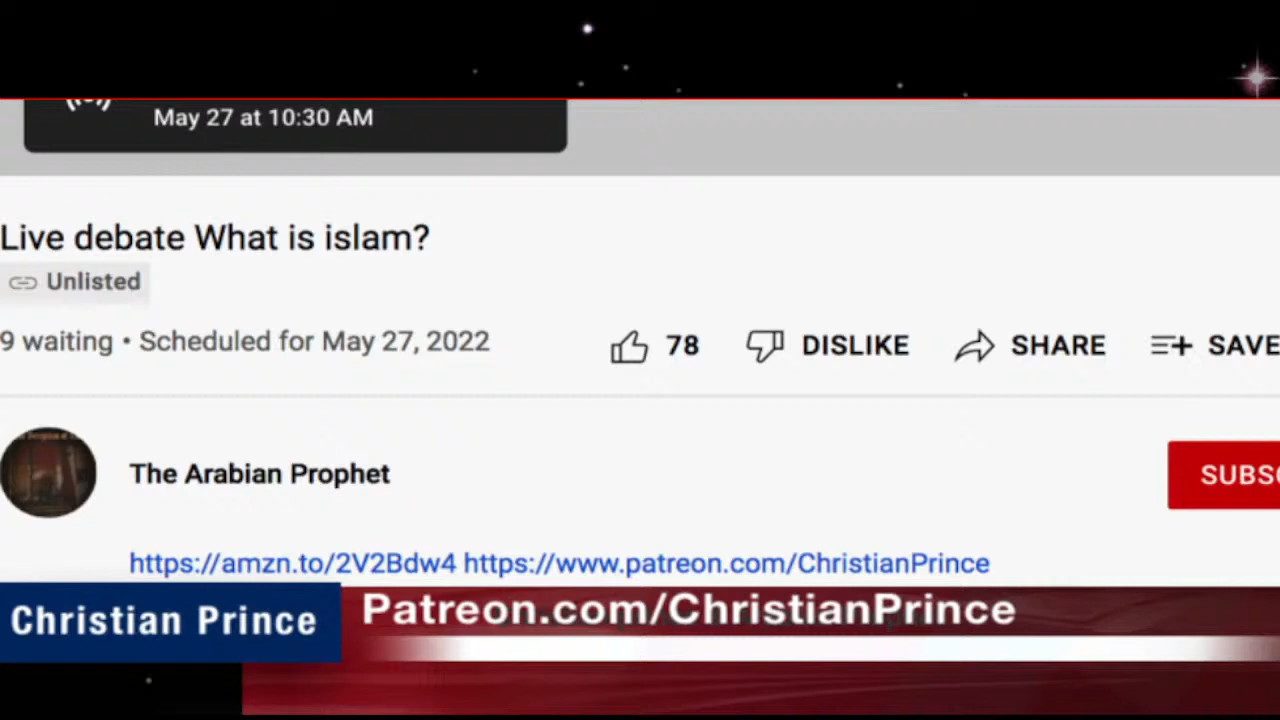 May 27 at 10:30 AM
Live debate What is islam?
Unlisted
9 waiting • Scheduled for May 27, 2022
78 DISLIKE SHARE SAVE
The Arabian Prophet
SUBSC
https://amzn.to/2V2Bdw4 https://www.patreon.com/ChristianPrince
Christian Prince
Patreon.com/ChristianPrince